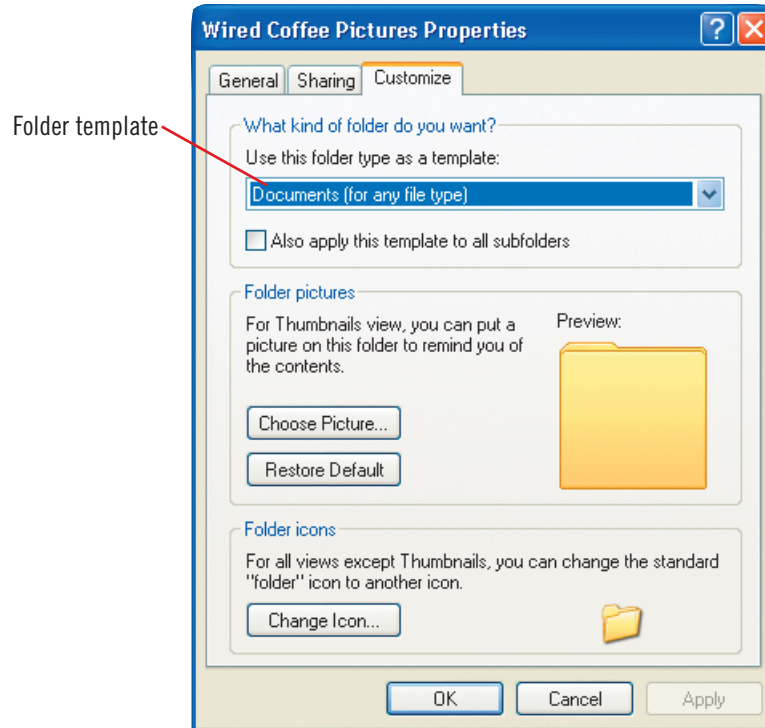 Wired Coffee Pictures Properties
General
Sharing
Customize
Folder template
What kind of folder do you want?
Use this folder type as a template:
Documents (for any file type)
Also apply this template to all subfolders
Folder pictures
For Thumbnails view, you can put a
picture on this folder to remind you of
the contents.
Preview:
Choose Picture...
Restore Default
Folder icons
For all views except Thumbnails, you can change the standard
"folder" icon to another icon.
Change Icon...
OK
Cancel
Apply